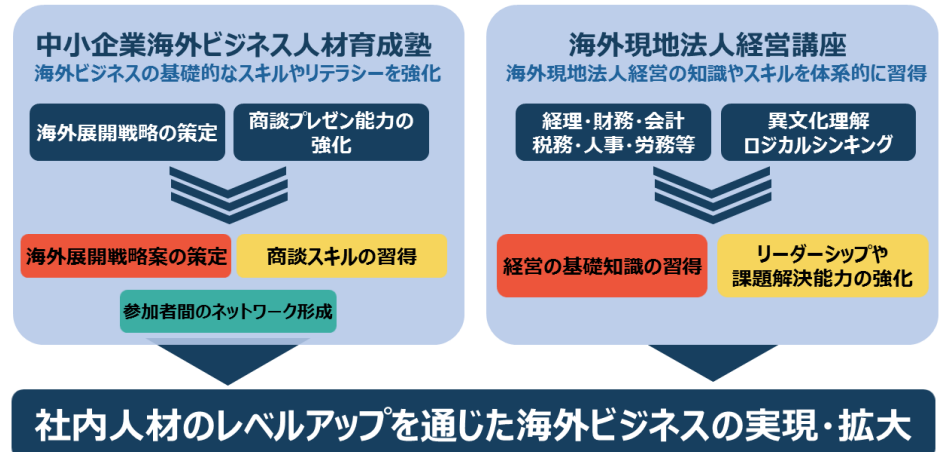 中小企業海外ビジネス人材育成塾
海外ビジネスの基礎的なスキルやリテラシーを強化
海外展開戦略の策定
商談プレゼン能力の
強化
海外展開戦略案の策定
商談スキルの習得
参加者間のネットワーク形成
海外現地法人経営講座
海外現地法人経営の知識やスキルを体系的に習得
経理・財務・会計
税務・人事・労務等
異文化理解
ロジカルシンキング
経営の基礎知識の習得
リーダーシップや
課題解決能力の強化
社内人材のレベルアップを通じた海外ビジネスの実現・拡大